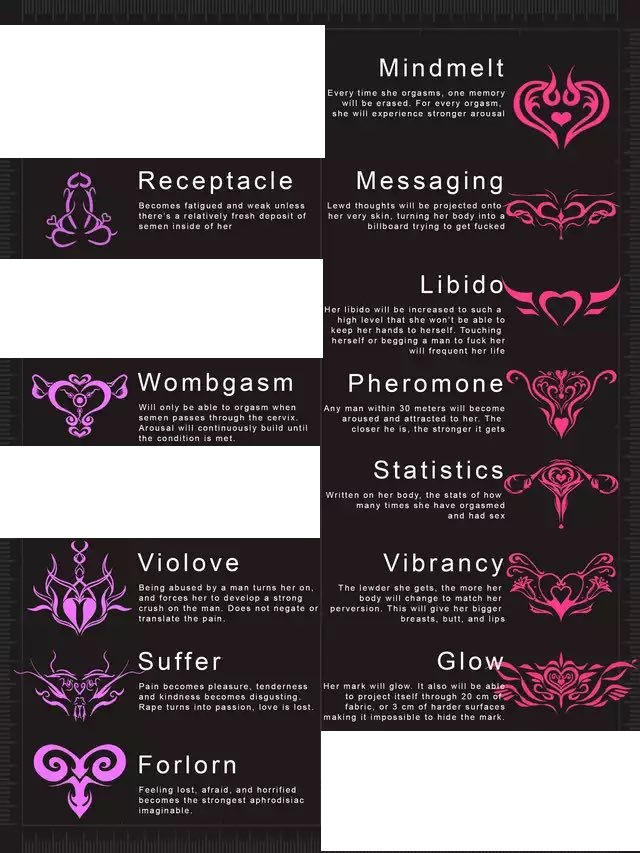 Mindmelt
Every time she orgasms, one memory
will be erased. For every orgasm,
she will experience stronger arousal
Receptacle
Becomes fatigued and weak unless
there's a relatively fresh deposit of
semen inside of her
Messaging
Lewd thoughts will be projected onto
her very skin, turning her body into a
billboard trying to get fucked
Libido
Her libido will be increased to such a
high level that she won't be able to
keep her hands to herself. Touching
herself or begging a man to fuck her
will frequent her life
Wombgasm
Will only be able to orgasm when
semen passes through the cervix.
Arousal will continuously build until
the condition is met.
Pheromone
Any man within 30 meters will become
aroused and attracted to her. The
closer he is, the stronger it gets
Statistics
Written on her body, the stats of how
many times she have orgasmed
and had sex
Violove
Being abused by a man turns her on,
and forces her to develop a strong
crush on the man. Does not negate or
translate the pain.
Vibrancy
The lewder she gets, the more her
body will change to match her
perversion. This will give her bigger
breasts, butt, and lips
Suffer
Pain becomes pleasure, tenderness
and kindness becomes disgusting.
Rape turns into passion, love is lost.
Glow
Her mark will glow. It also will be able
to project itself through 20 cm of
fabric, or 3 cm of harder surfaces
making it impossible to hide the mark.
Forlorn
Feeling lost, afraid, and horrified
becomes the strongest aphrodisiac
imaginable.